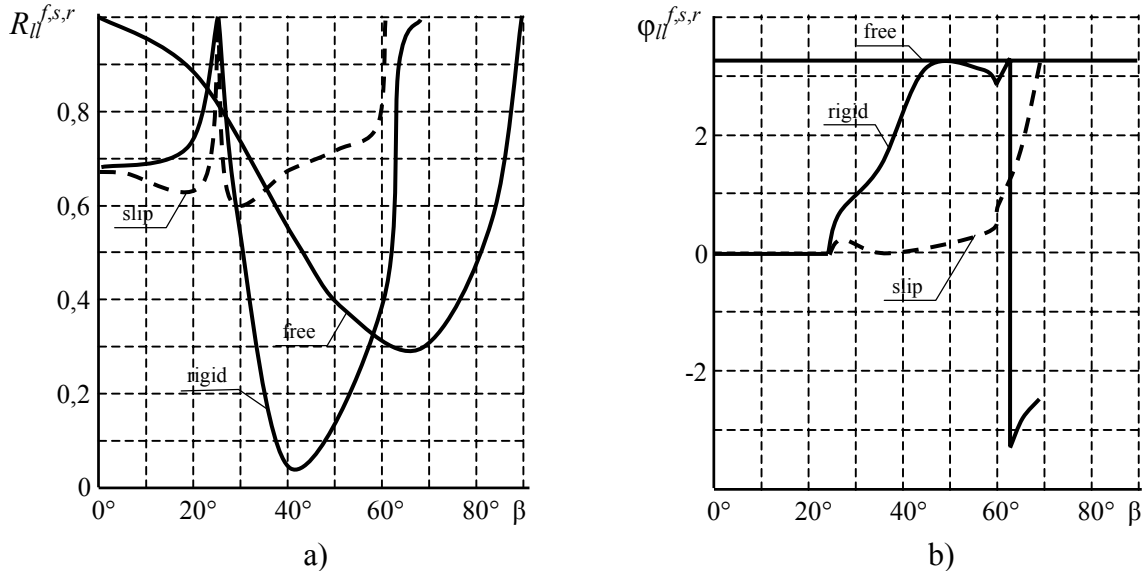 R_ll^f,s,r
0,8
0,6
0,4
0,2
0
slip
free
rigid
0° 20° 40° 60° 80° β
a)
φ_ll^f,s,r
2
0
-2
free
rigid
slip
0° 20° 40° 60° 80° β
b)